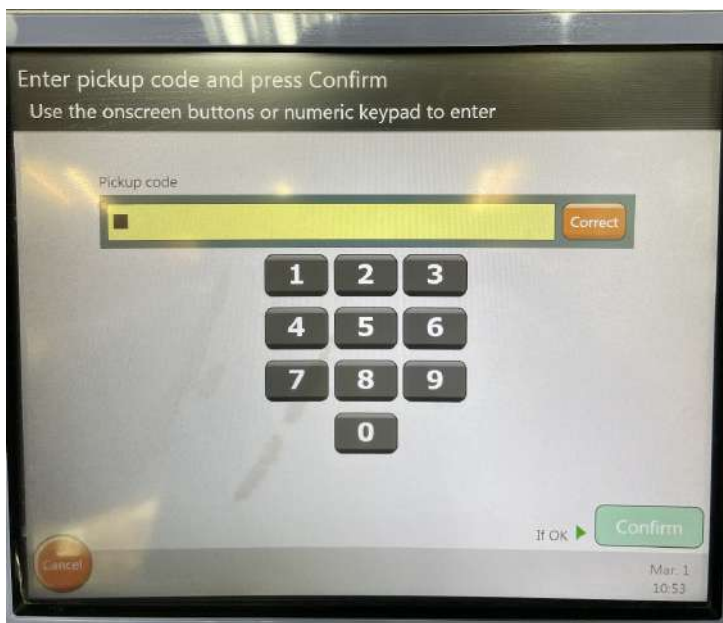 Enter pickup code and press Confirm
Use the onscreen buttons or numeric keypad to enter
Pickup code
Correct
1 2 3
4 5 6
7 8 9
0
If OK Confirm
Cancel
Mar. 1
10:53